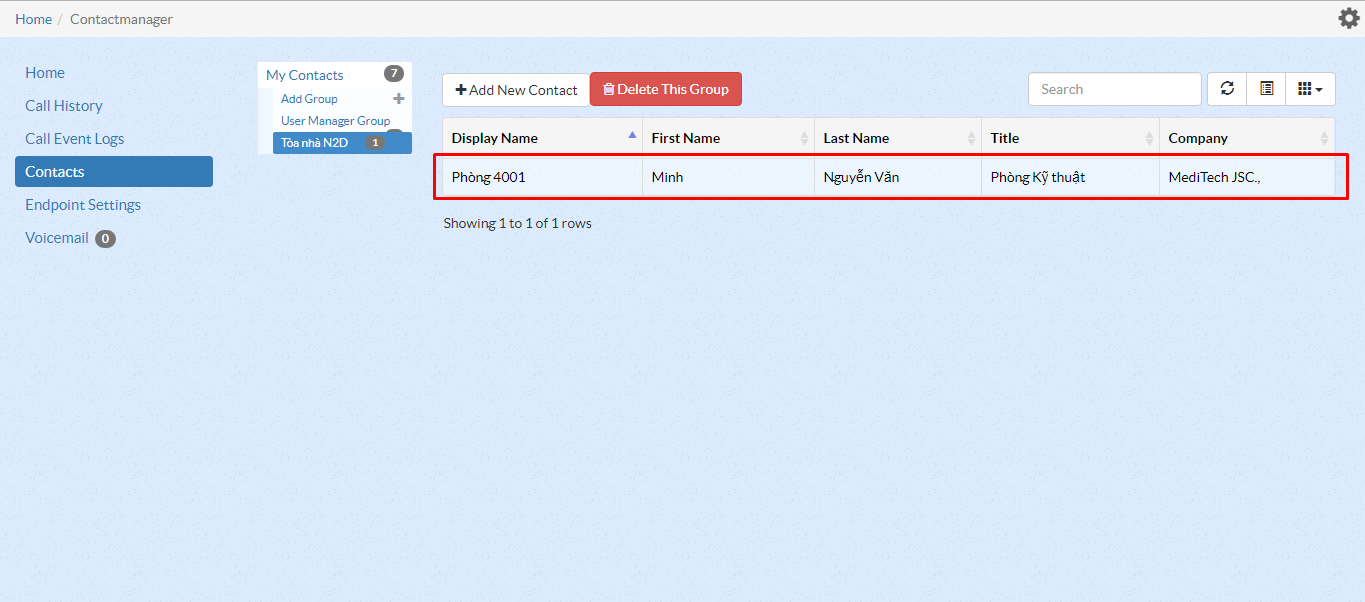 Home / Contactmanager
Home
Call History
Call Event Logs
Contacts
Endpoint Settings
Voicemail 0
My Contacts 7
Add Group +
User Manager Group
Tòa nhà N2D 1
Add New Contact Delete This Group Search
Display Name First Name Last Name Title Company
Phòng 4001 Minh Nguyễn Văn Phòng Kỹ thuật MediTech JSC.,
Showing 1 to 1 of 1 rows